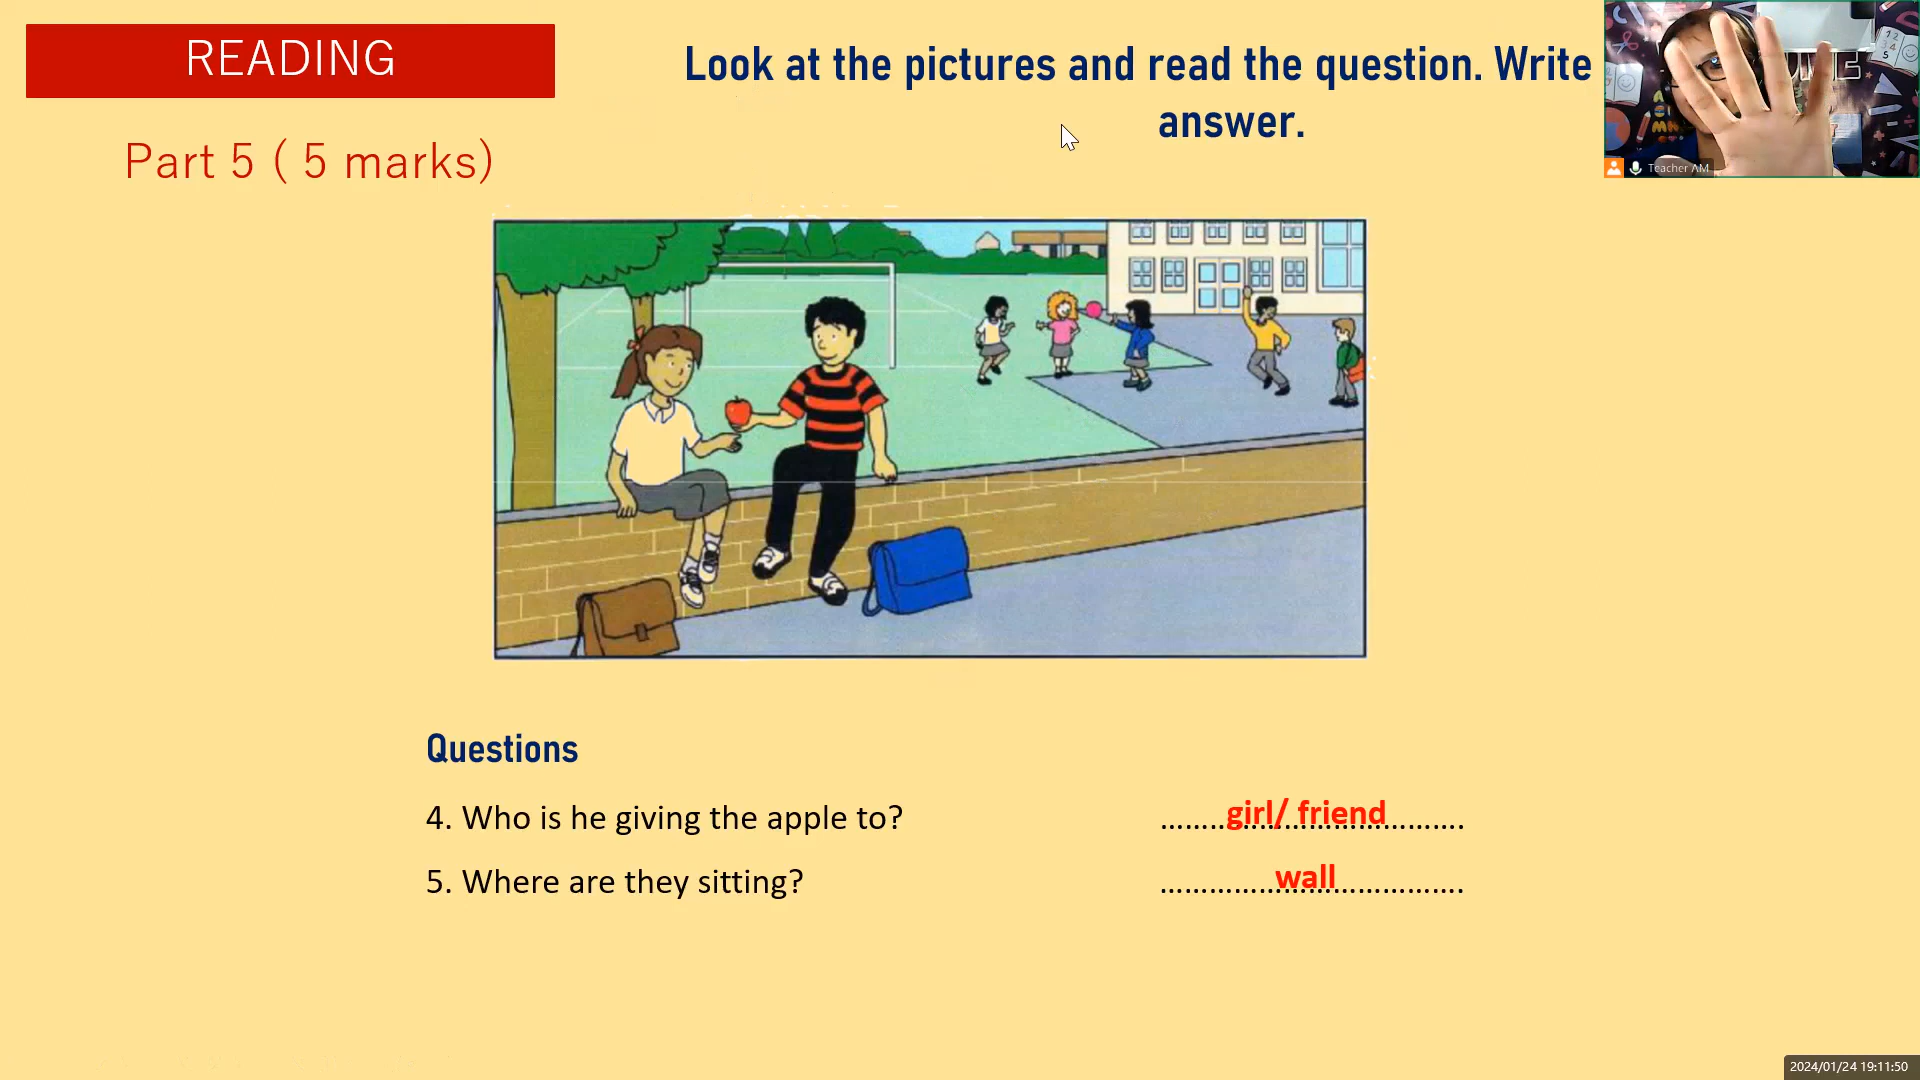 READING
Part 5 ( 5 marks)
Look at the pictures and read the question. Write
answer.
Teacher AM
Questions
4. Who is he giving the apple to?
girl/ friend
5. Where are they sitting?
wall
2024/01/24 19:11:50